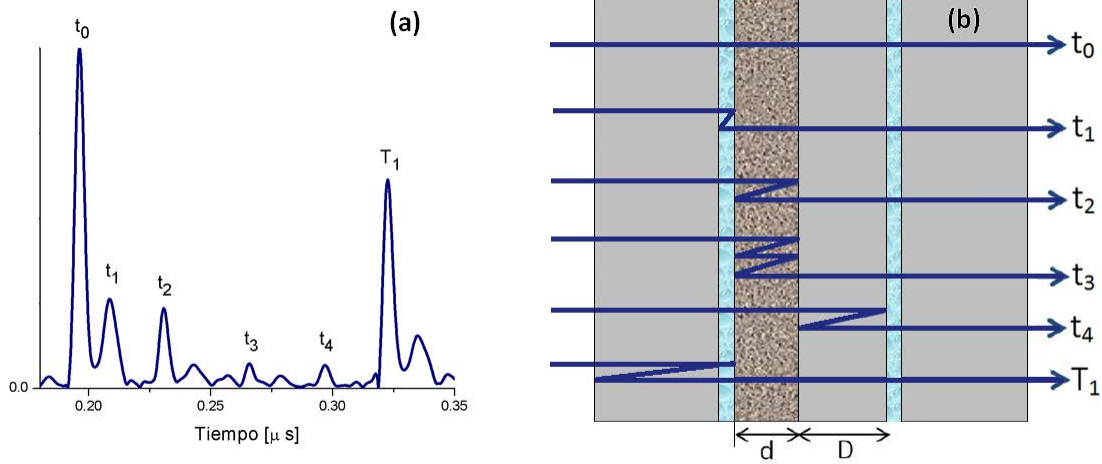 (a)
t0
t1
t2
t3
t4
T1
0.0
0.20
0.25
0.30
0.35
Tiempo [μ s]
(b)
t0
t1
t2
t3
t4
T1
d
D